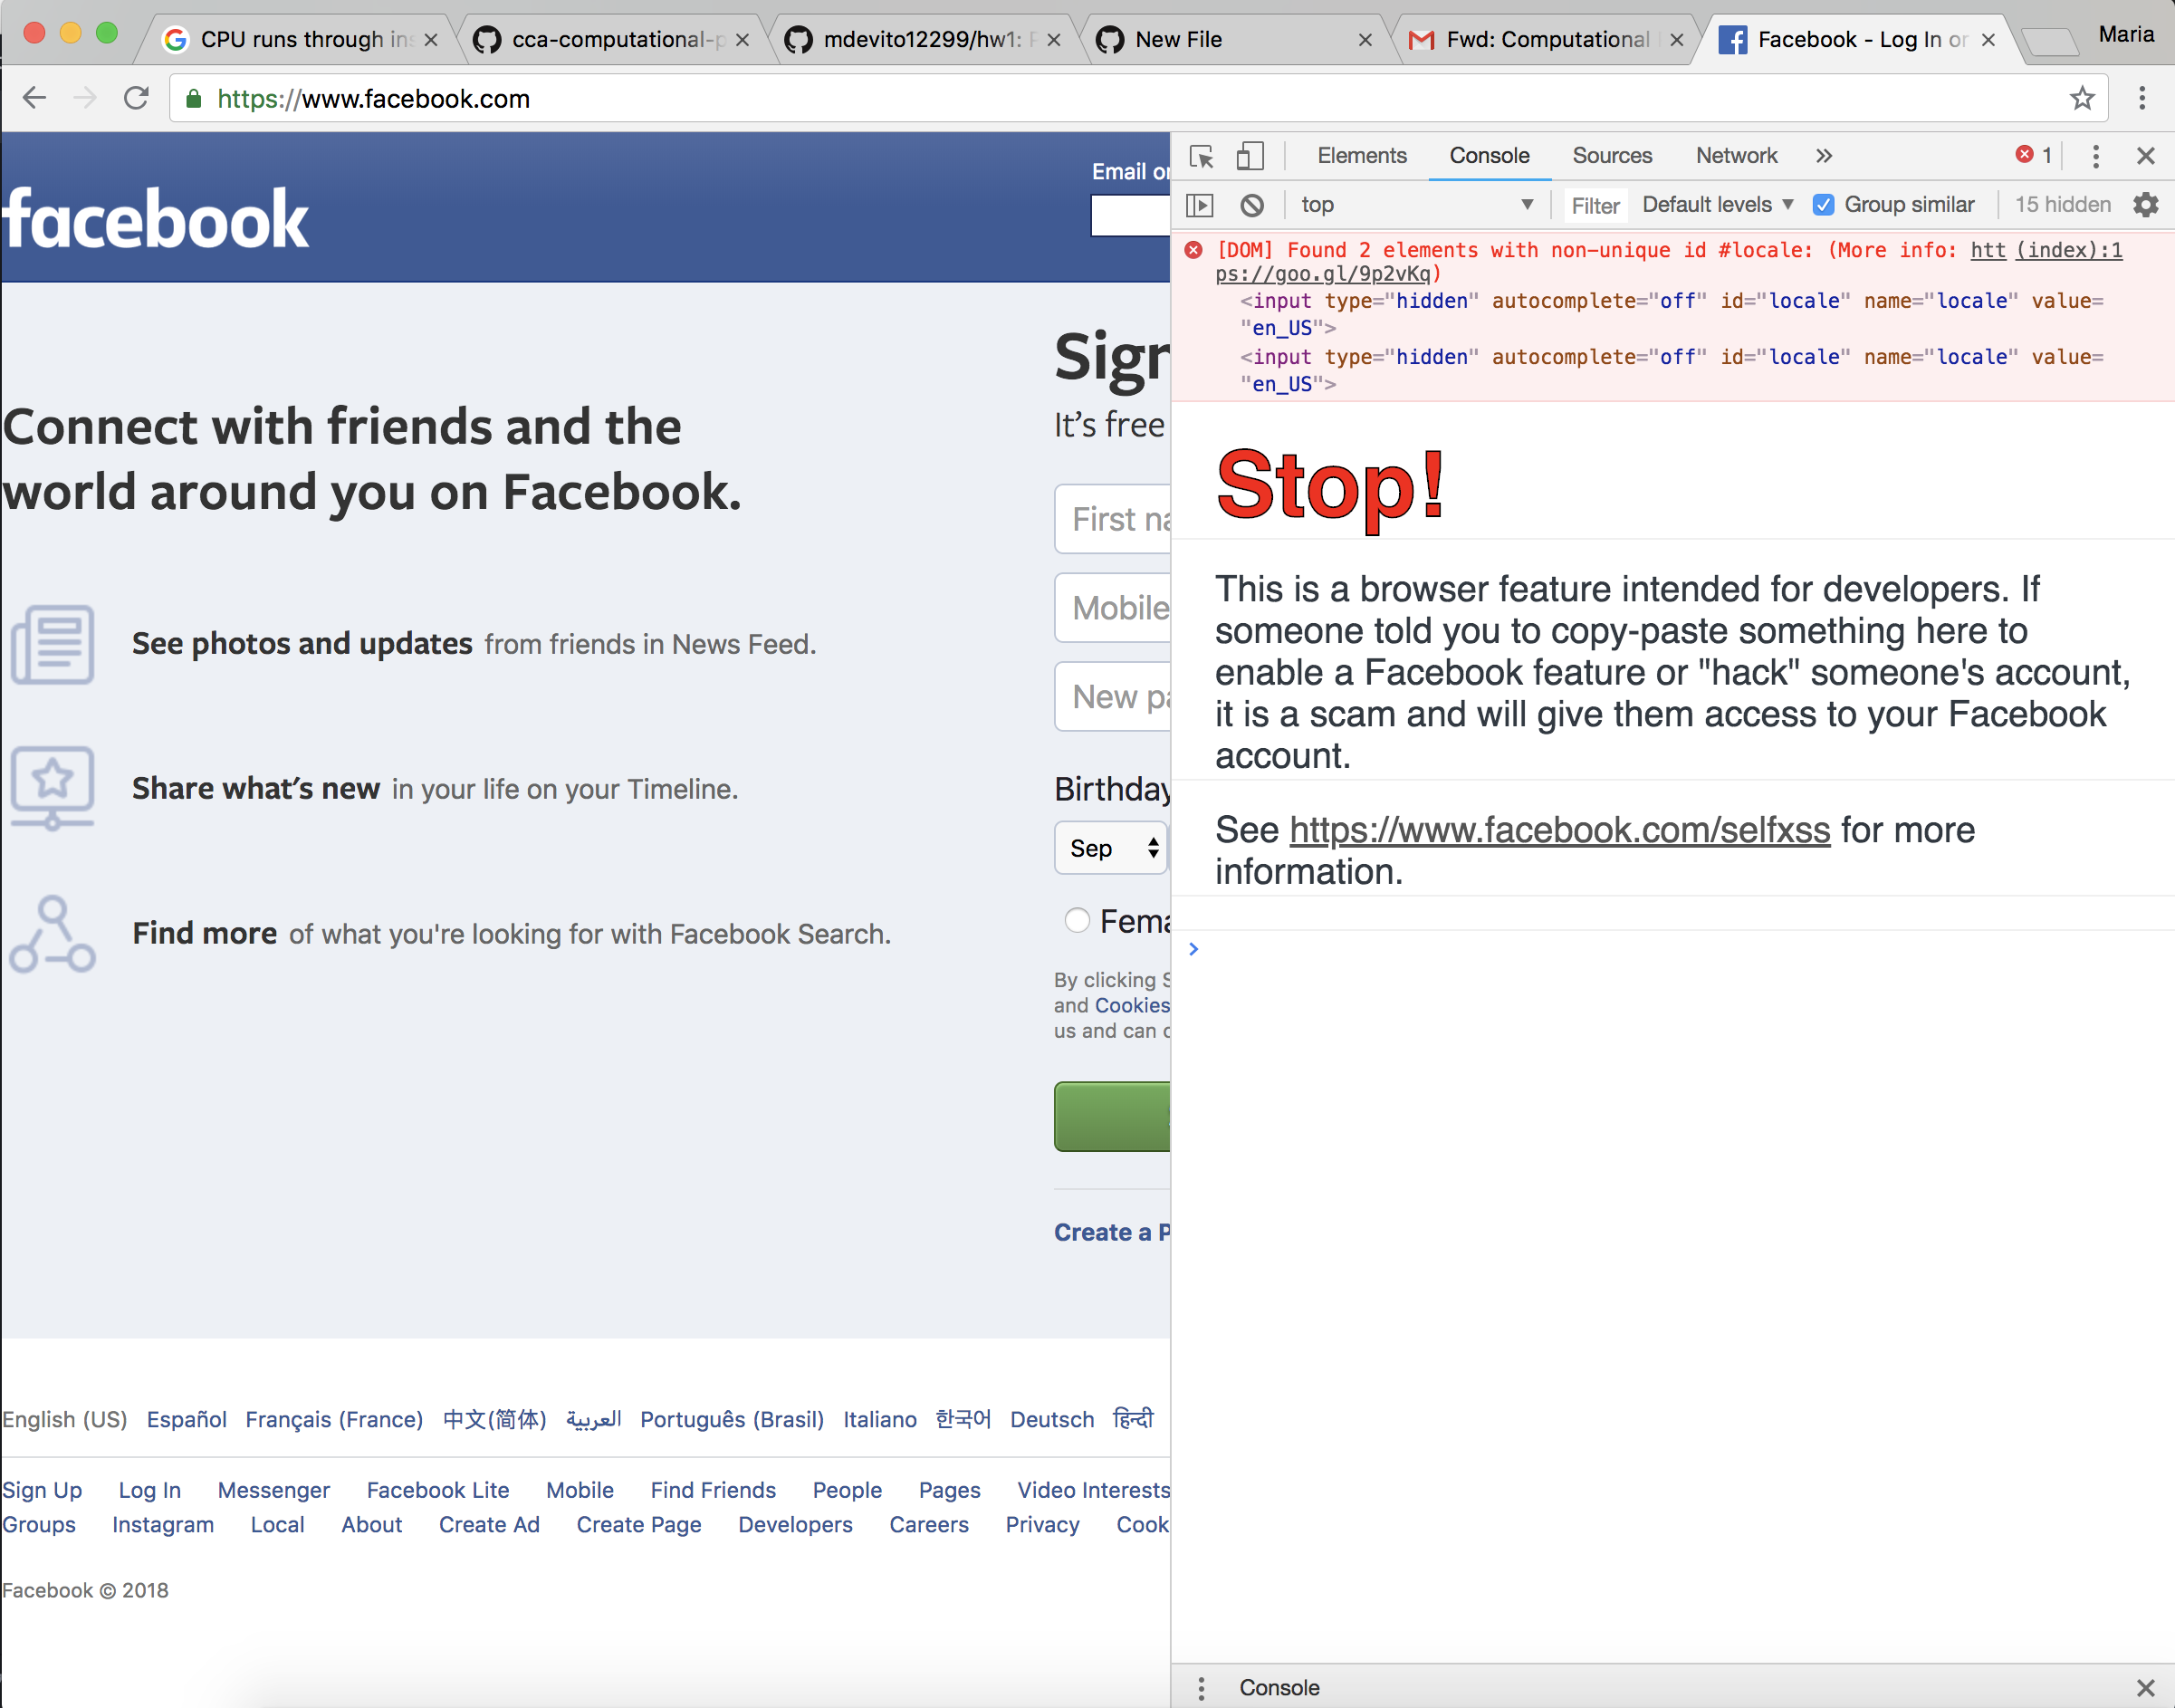 CPU runs through ins
cca-computational-p
mdevito12299/hw1:
New File
Fwd: Computational
Facebook - Log In or
Maria
https://www.facebook.com
facebook
Email or
Connect with friends and the
world around you on Facebook.
See photos and updates from friends in News Feed.
Share what's new in your life on your Timeline.
Find more of what you're looking for with Facebook Search.
Sign
It's free
First na
Mobile
New pa
Birthday
Sep
Fema
By clicking S
and Cookies
us and can o
Create a P
English (US) Español Français (France) 中文(简体) العربية Português (Brasil) Italiano 한국어 Deutsch हिन्दी
Sign Up Log In Messenger Facebook Lite Mobile Find Friends People Pages Video Interests
Groups Instagram Local About Create Ad Create Page Developers Careers Privacy Cook
Facebook © 2018
Elements Console Sources Network » 1
top Filter Default levels Group similar 15 hidden
[DOM] Found 2 elements with non-unique id #locale: (More info: htt (index):1
ps://goo.gl/9p2vKq)
<input type="hidden" autocomplete="off" id="locale" name="locale" value=
"en_US">
<input type="hidden" autocomplete="off" id="locale" name="locale" value=
"en_US">
Stop!
This is a browser feature intended for developers. If
someone told you to copy-paste something here to
enable a Facebook feature or "hack" someone's account,
it is a scam and will give them access to your Facebook
account.
See https://www.facebook.com/selfxss for more
information.
Console